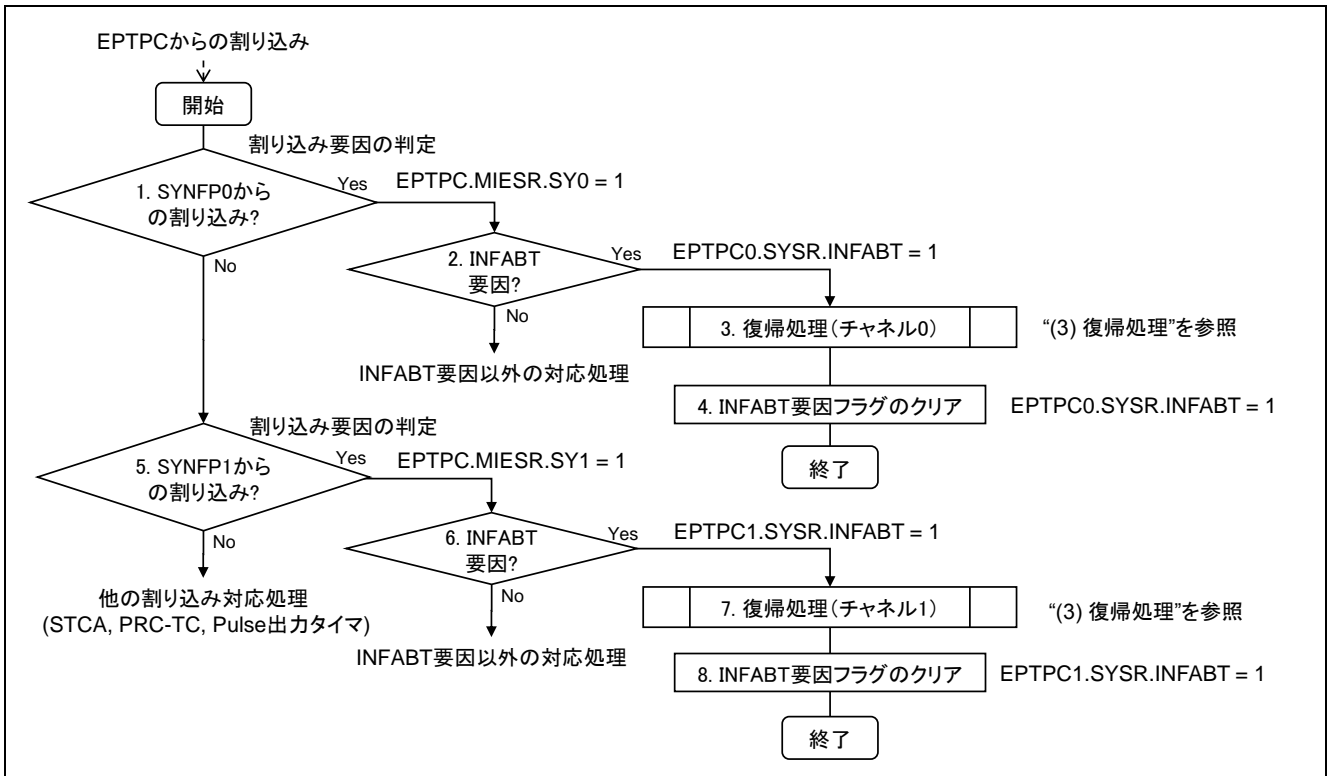 EPTPCからの割り込み
開始
割り込み要因の判定
1. SYNFP0から
の割り込み?
Yes
EPTPC.MIESR.SY0 = 1
No
2. INFABT
要因?
Yes
EPTPC0.SYSR.INFABT = 1
No
INFABT要因以外の対応処理
3. 復帰処理(チャネル0)
“(3) 復帰処理”を参照
4. INFABT要因フラグのクリア
EPTPC0.SYSR.INFABT = 1
終了
割り込み要因の判定
5. SYNFP1から
の割り込み?
Yes
EPTPC.MIESR.SY1 = 1
No
他の割り込み対応処理
(STCA, PRC-TC, Pulse出力タイマ)
6. INFABT
要因?
Yes
EPTPC1.SYSR.INFABT = 1
No
INFABT要因以外の対応処理
7. 復帰処理(チャネル1)
“(3) 復帰処理”を参照
8. INFABT要因フラグのクリア
EPTPC1.SYSR.INFABT = 1
終了